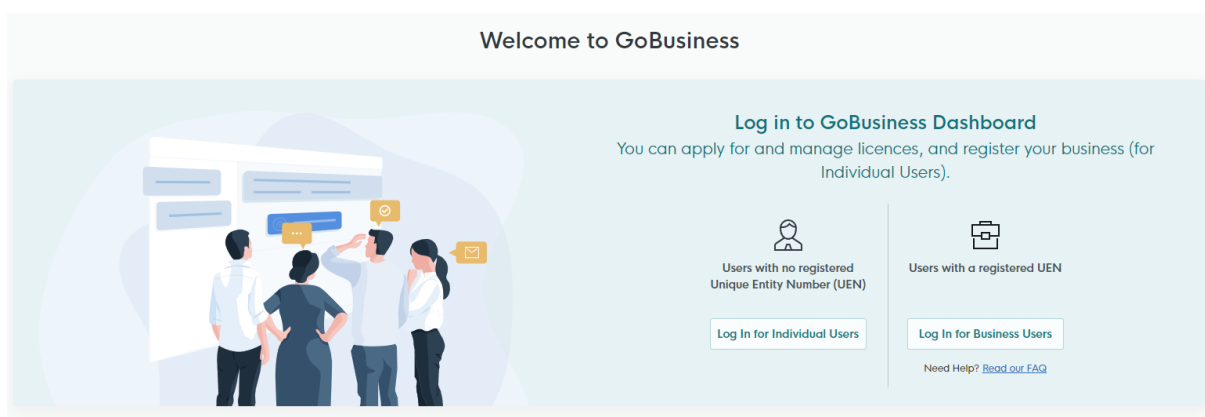 Welcome to GoBusiness
Log in to GoBusiness Dashboard
You can apply for and manage licences, and register your business (for
Individual Users).
Users with no registered
Unique Entity Number (UEN)
Log In for Individual Users
Users with a registered UEN
Log In for Business Users
Need Help? Read our FAQ